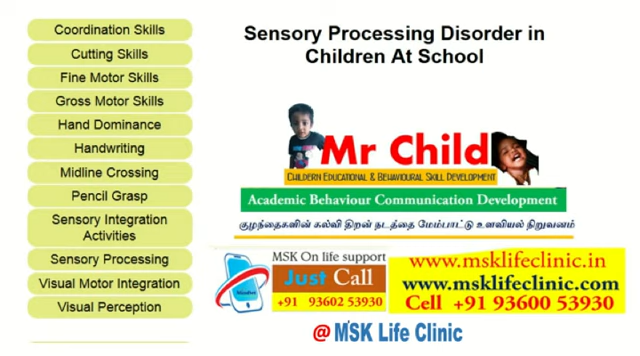 Coordination Skills
Cutting Skills
Fine Motor Skills
Gross Motor Skills
Hand Dominance
Handwriting
Midline Crossing
Pencil Grasp
Sensory Integration
Activities
Sensory Processing
Visual Motor Integration
Visual Perception
Sensory Processing Disorder in
Children At School
Mr Child
CHILDERN EDUCATIONAL & BEHAVIOURAL SKILL DEVELOPMENT
Academic Behaviour Communication Development
குழந்தைகளின் கல்வி திறன் நடத்தை மேம்பாட்டு உளவியல் நிறுவனம்
MSK On life support
Just Call
+91 93602 53930
www.msklifeclinic.in
www.msklifeclinic.com
Cell +91 93600 53930
@ MSK Life Clinic